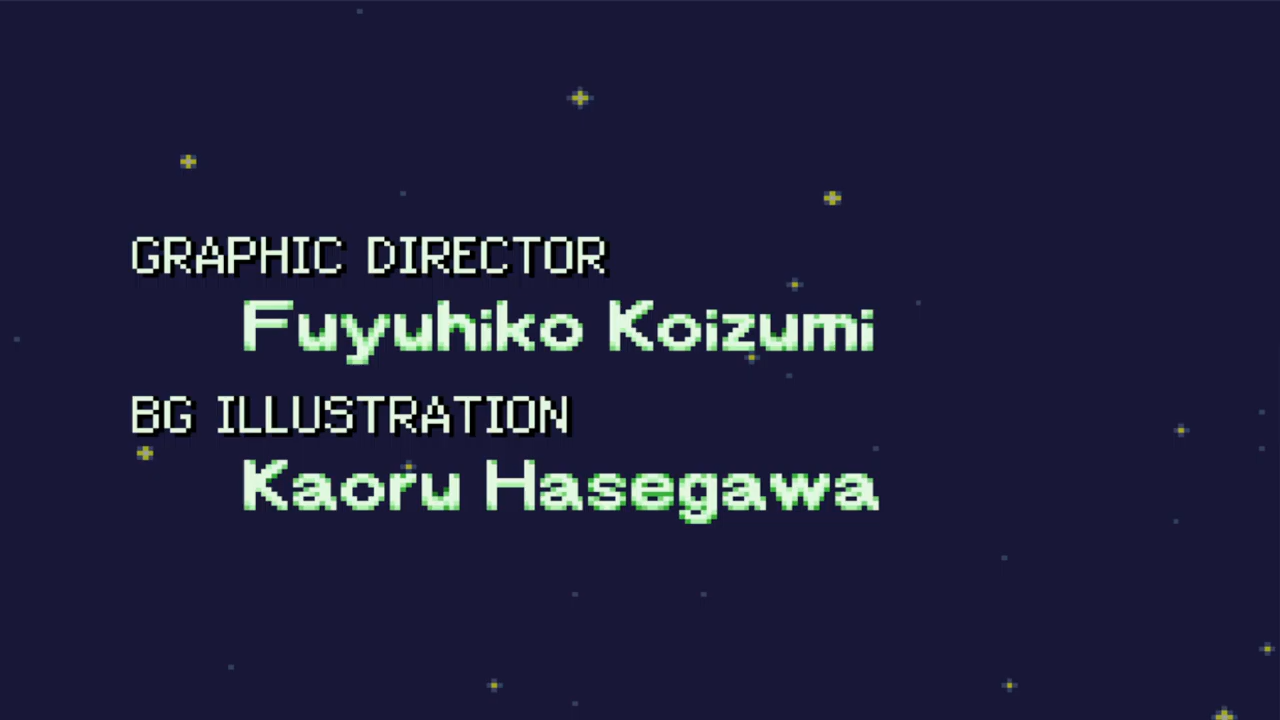 GRAPHIC DIRECTOR
Fuyuhiko Koizumi
BG ILLUSTRATION
Kaoru Hasegawa